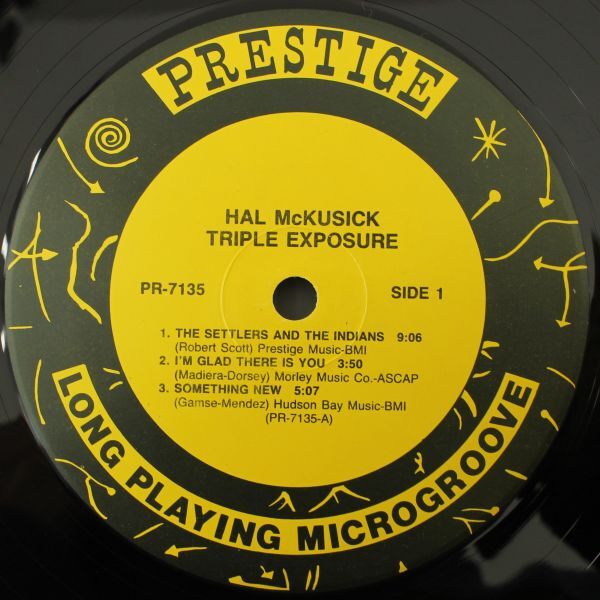 PRESTIGE
HAL McKUSICK
TRIPLE EXPOSURE
PR-7135 SIDE 1
1. THE SETTLERS AND THE INDIANS 9:06
(Robert Scott) Prestige Music-BMI
2. I'M GLAD THERE IS YOU 3:50
(Madiera-Dorsey) Morley Music Co.-ASCAP
3. SOMETHING NEW 5:07
(Gamse-Mendez) Hudson Bay Music-BMI
(PR-7135-A)
LONG PLAYING MICROGROOVE